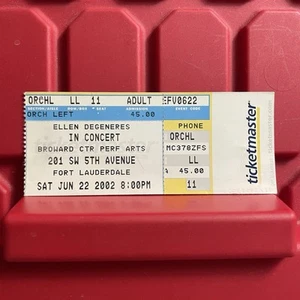 ORCHL LL 11 ADULT EFV0622
ORCH LEFT 45.00
ELLEN DEGENERES
IN CONCERT
BROWARD CTR PERF ARTS
201 SW 5TH AVENUE
FORT LAUDERDALE
SAT JUN 22 2002 8:00PM
PHONE
ORCHL
MC378ZFS
LL
45.00
11
ticketmaster